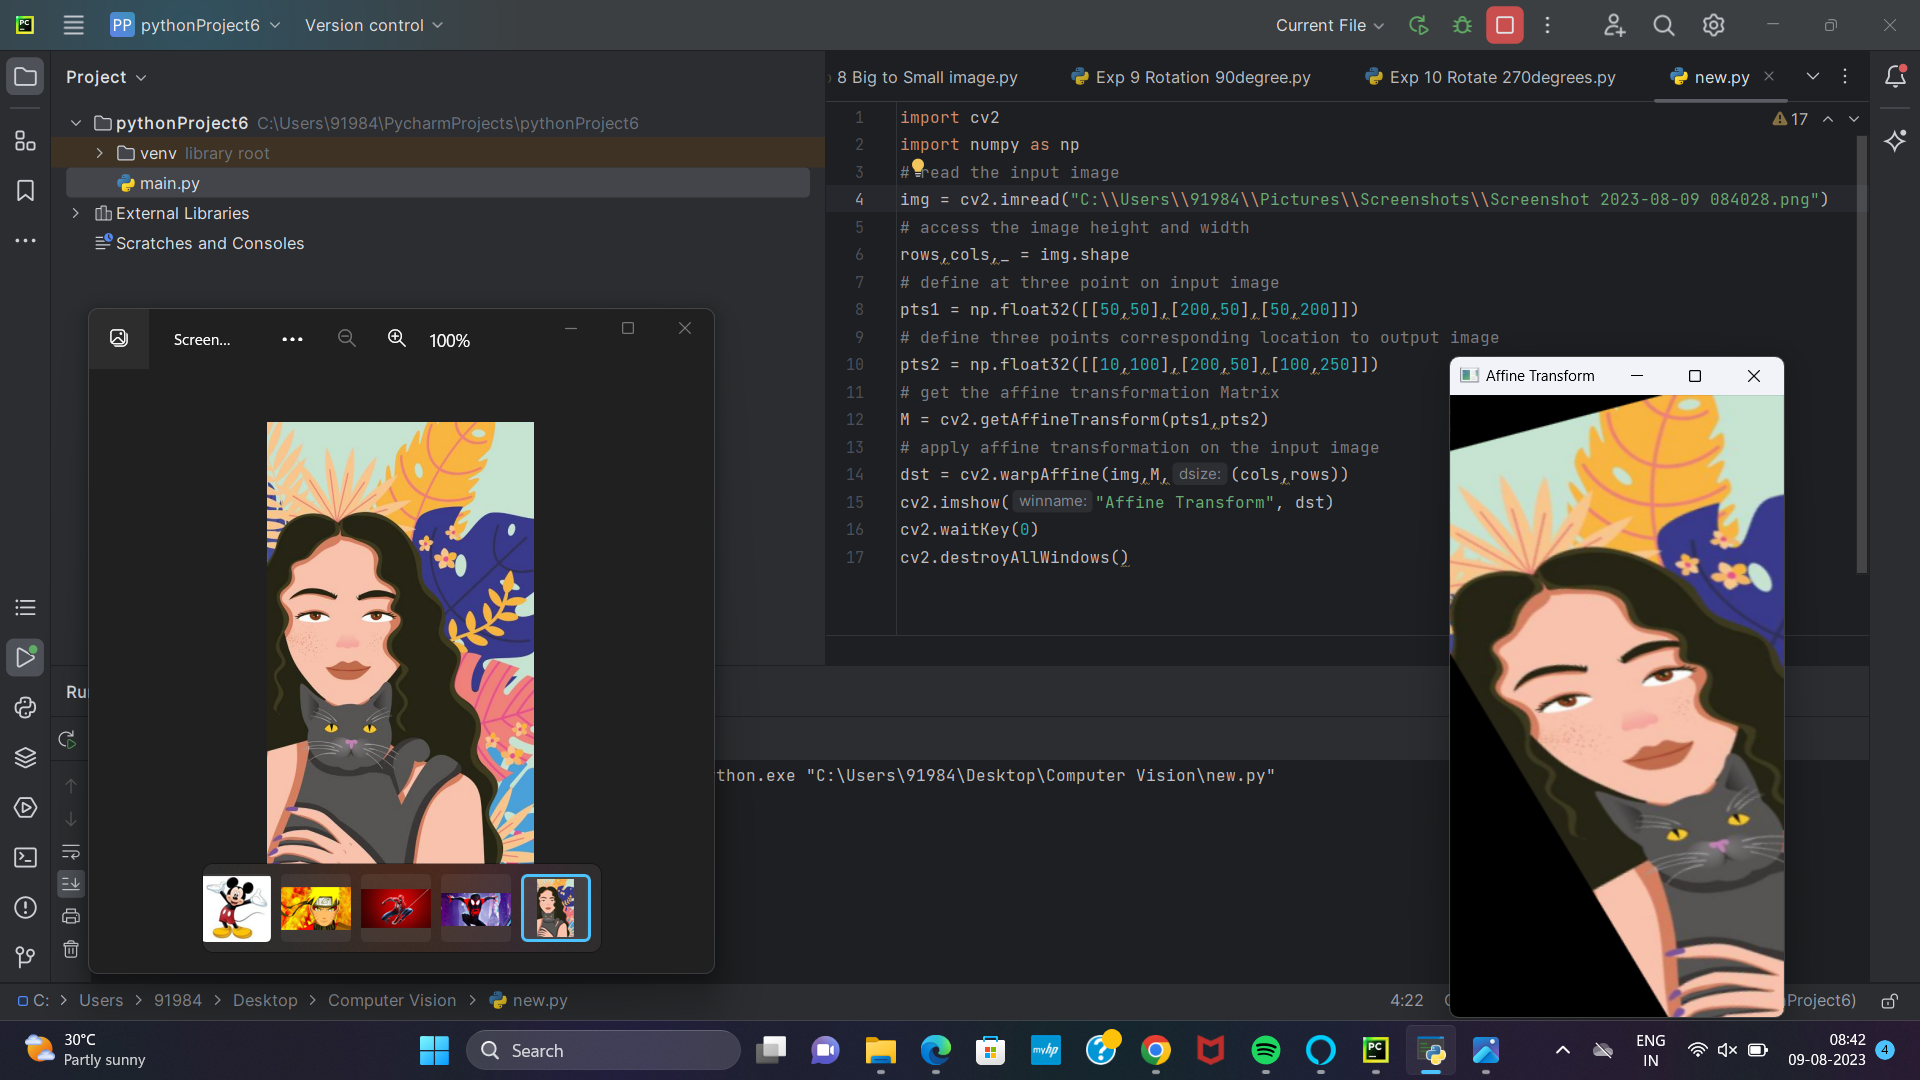 PC
PP pythonProject6
Version control
Current File
Project
8 Big to Small image.py
Exp 9 Rotation 90degree.py
Exp 10 Rotate 270degrees.py
new.py
pythonProject6 C:\Users\91984\PycharmProjects\pythonProject6
venv library root
main.py
External Libraries
Scratches and Consoles
17
1 import cv2
2 import numpy as np
3 # read the input image
4 img = cv2.imread("C:\\Users\\91984\\Pictures\\Screenshots\\Screenshot 2023-08-09 084028.png")
5 # access the image height and width
6 rows,cols,_ = img.shape
7 # define at three point on input image
8 pts1 = np.float32([[50,50],[200,50],[50,200]])
9 # define three points corresponding location to output image
10 pts2 = np.float32([[10,100],[200,50],[100,250]])
11 # get the affine transformation Matrix
12 M = cv2.getAffineTransform(pts1,pts2)
13 # apply affine transformation on the input image
14 dst = cv2.warpAffine(img,M, dsize: (cols,rows))
15 cv2.imshow( winname: "Affine Transform", dst)
16 cv2.waitKey(0)
17 cv2.destroyAllWindows()
Screen... ••• 100%
Affine Transform
Ru
thon.exe "C:\Users\91984\Desktop\Computer Vision\new.py"
C: > Users > 91984 > Desktop > Computer Vision > new.py
4:22
Project6)
30°C
Partly sunny
Search
myhp
PC
ENG
IN
08:42
09-08-2023
4